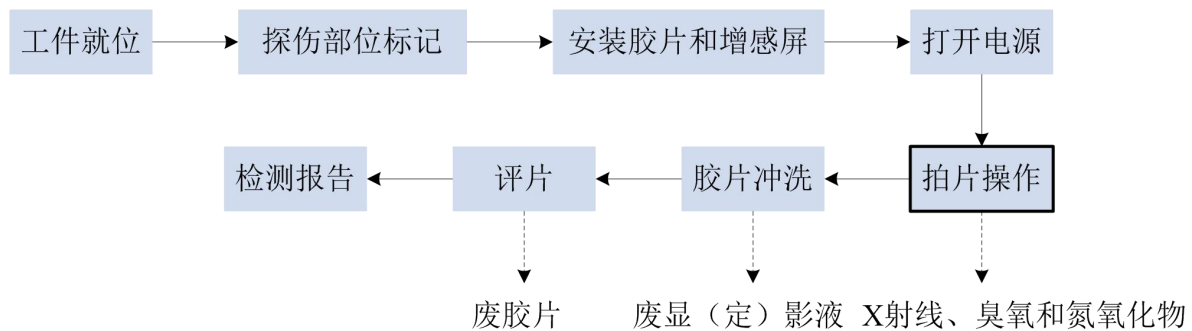 工件就位
探伤部位标记
安装胶片和增感屏
打开电源
检测报告
评片
胶片冲洗
拍片操作
废胶片
废显（定）影液
X射线、臭氧和氮氧化物